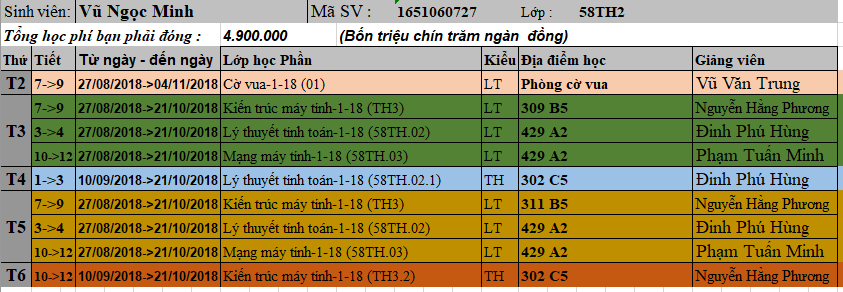 Sinh viên: Vũ Ngọc Minh Mã SV : 1651060727 Lớp : 58TH2
Tổng học phí bạn phải đóng : 4.900.000 (Bốn triệu chín trăm ngàn đồng)
Thứ Tiết Từ ngày - đến ngày Lớp học Phần Kiểu Địa điểm học Giảng viên
T2 7->9 27/08/2018->04/11/2018 Cờ vua-1-18 (01) LT Phòng cờ vua Vũ Văn Trung
T3 7->9 27/08/2018->21/10/2018 Kiến trúc máy tính-1-18 (TH3) LT 309 B5 Nguyễn Hằng Phương
3->4 27/08/2018->21/10/2018 Lý thuyết tính toán-1-18 (58TH.02) LT 429 A2 Đinh Phú Hùng
10->12 27/08/2018->21/10/2018 Mạng máy tính-1-18 (58TH.03) LT 429 A2 Phạm Tuấn Minh
T4 1->3 10/09/2018->21/10/2018 Lý thuyết tính toán-1-18 (58TH.02.1) TH 302 C5 Đinh Phú Hùng
T5 7->9 27/08/2018->21/10/2018 Kiến trúc máy tính-1-18 (TH3) LT 311 B5 Nguyễn Hằng Phương
3->4 27/08/2018->21/10/2018 Lý thuyết tính toán-1-18 (58TH.02) LT 429 A2 Đinh Phú Hùng
10->12 27/08/2018->21/10/2018 Mạng máy tính-1-18 (58TH.03) LT 429 A2 Phạm Tuấn Minh
T6 10->12 10/09/2018->21/10/2018 Kiến trúc máy tính-1-18 (TH3.2) TH 302 C5 Nguyễn Hằng Phương